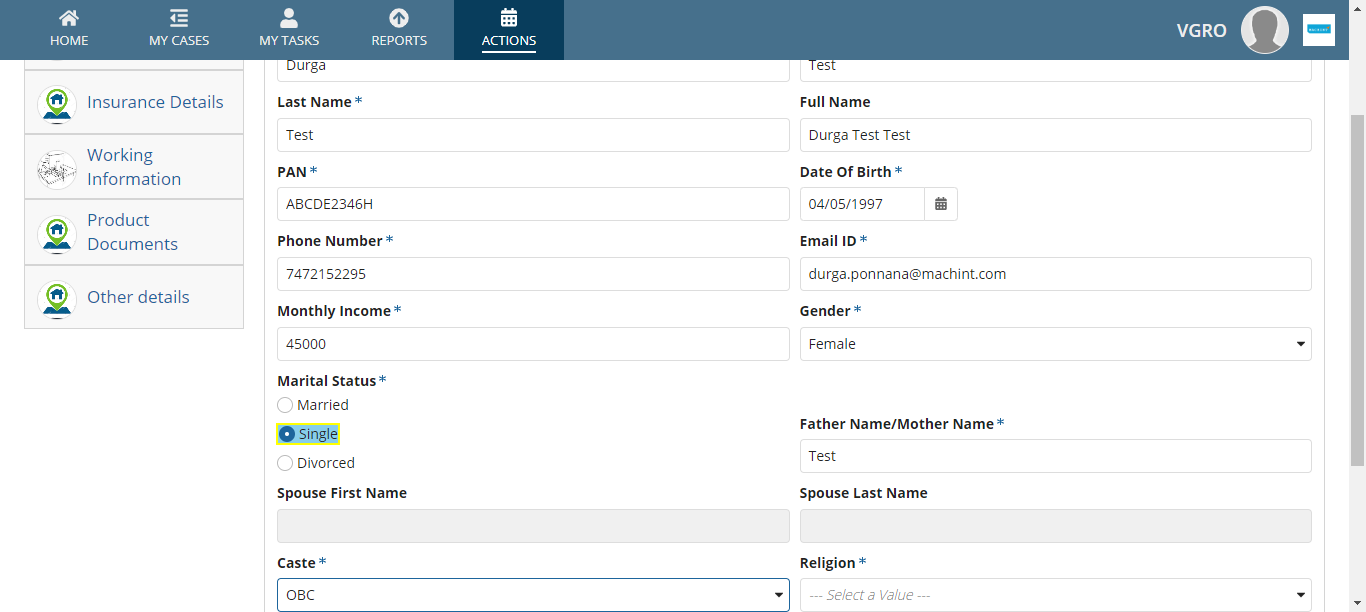 HOME
MY CASES
MY TASKS
REPORTS
ACTIONS
VGRO
Insurance Details
Working
Information
Product
Documents
Other details
Durga
Test
Last Name *
Full Name
Test
Durga Test Test
PAN *
Date Of Birth *
ABCDE2346H
04/05/1997
Phone Number *
Email ID *
7472152295
durga.ponnana@machint.com
Monthly Income *
Gender *
45000
Female
Marital Status *
Married
Single
Divorced
Father Name/Mother Name *
Test
Spouse First Name
Spouse Last Name
Caste *
Religion *
OBC
--- Select a Value ---